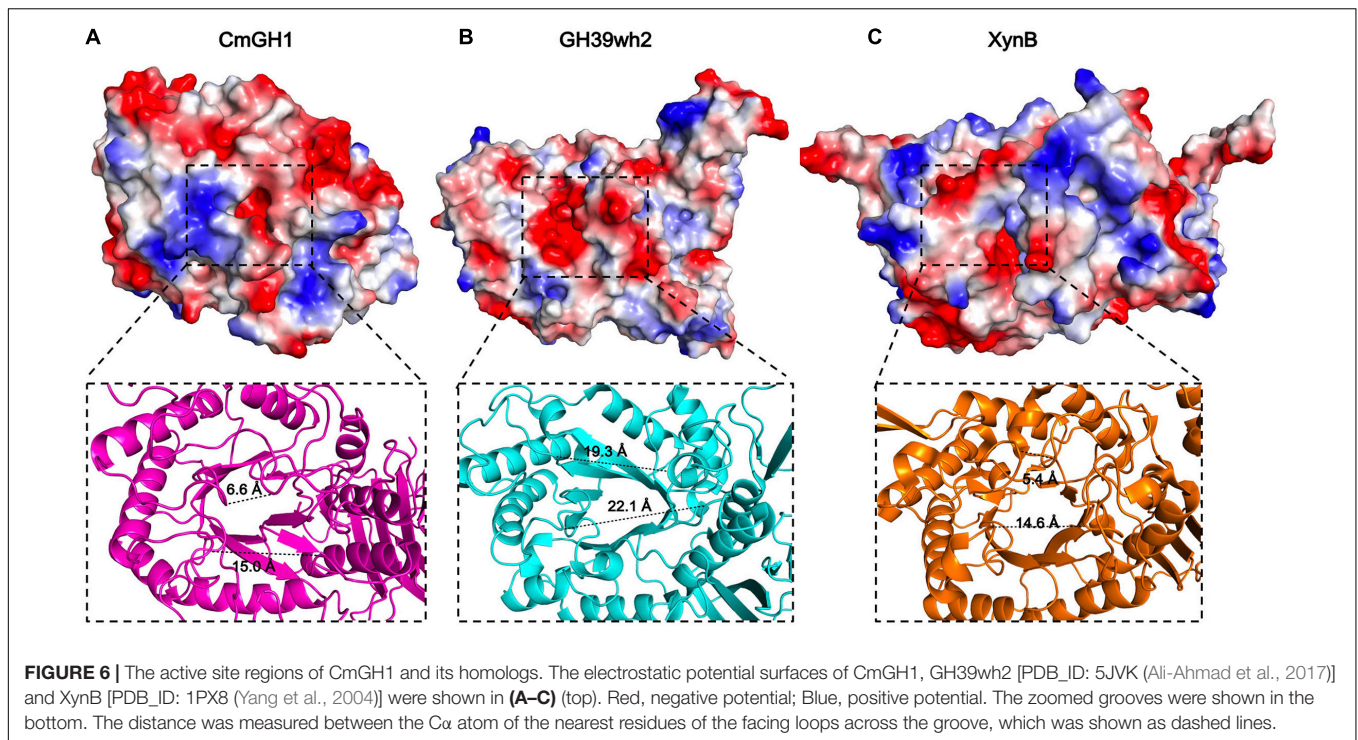 A CmGH1 B GH39wh2 C XynB
6.6 Å
15.0 Å
19.3 Å
22.1 Å
5.4 Å
14.6 Å
FIGURE 6 | The active site regions of CmGH1 and its homologs. The electrostatic potential surfaces of CmGH1, GH39wh2 [PDB_ID: 5JVK (Ali-Ahmad et al., 2017)]
and XynB [PDB_ID: 1PX8 (Yang et al., 2004)] were shown in (A–C) (top). Red, negative potential; Blue, positive potential. The zoomed grooves were shown in the
bottom. The distance was measured between the Cα atom of the nearest residues of the facing loops across the groove, which was shown as dashed lines.